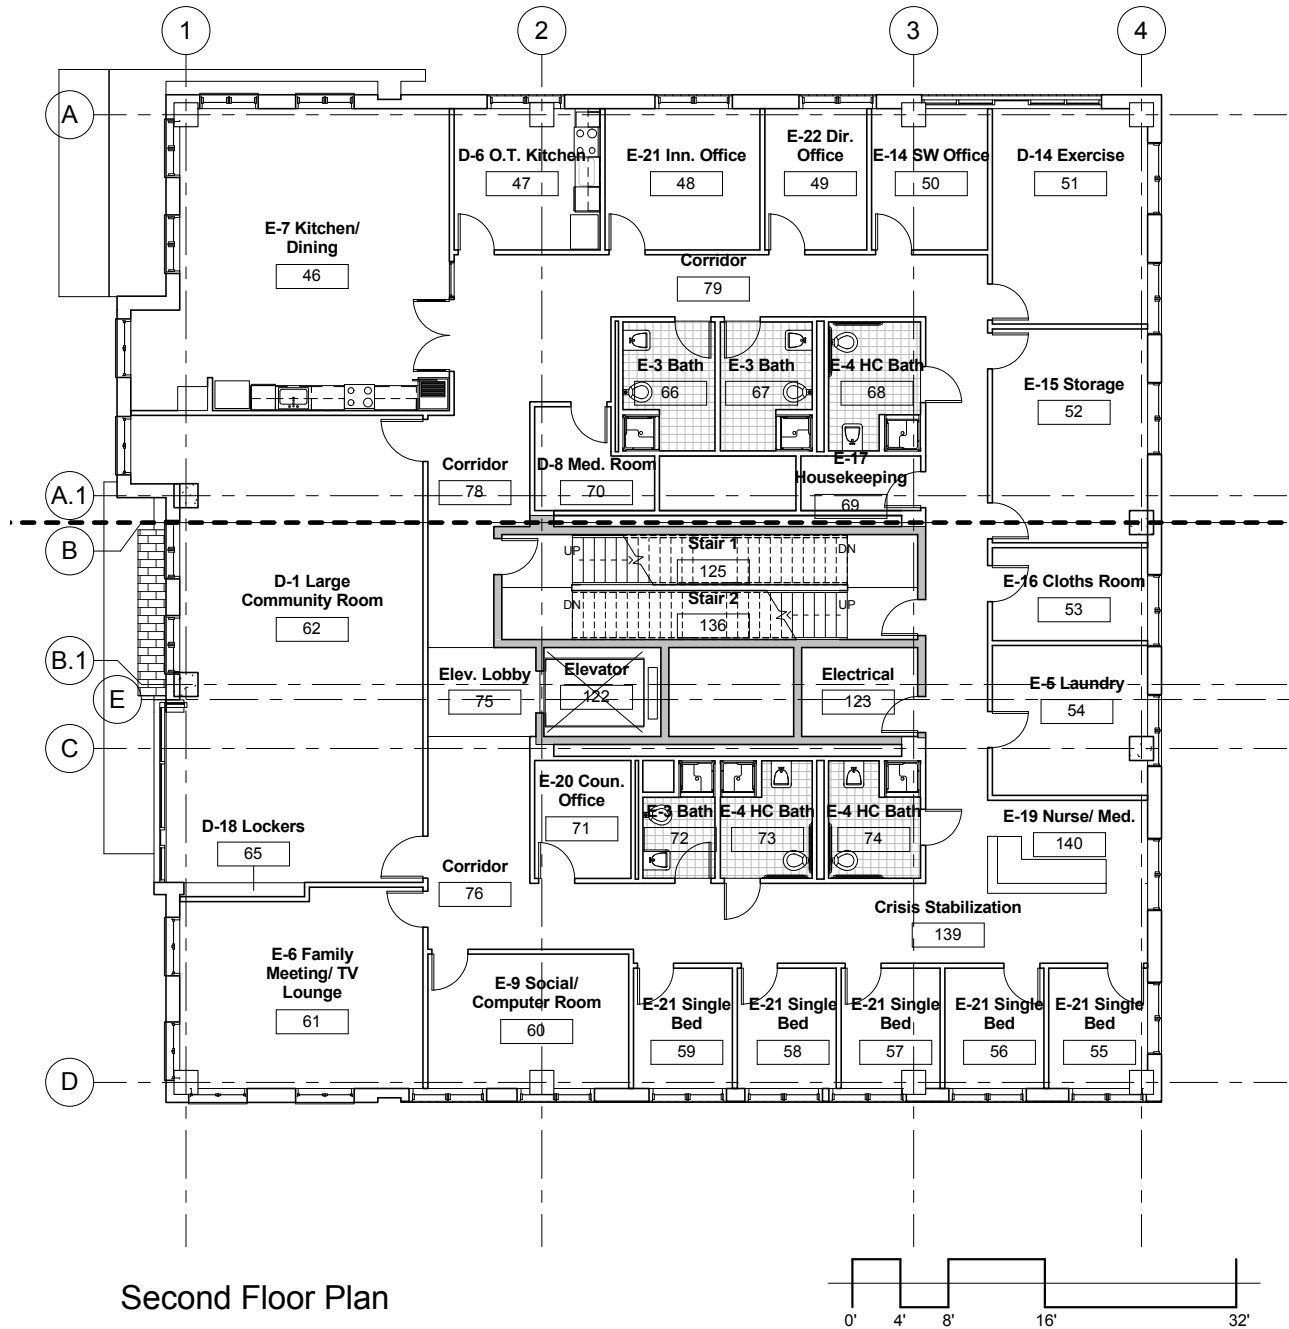 1
2
3
4
A
D-6 O.T. Kitchen
47
E-21 Inn. Office
48
E-22 Dir.
Office
49
E-14 SW Office
50
D-14 Exercise
51
E-7 Kitchen/
Dining
46
Corridor
79
E-3 Bath
66
E-3 Bath
67
E-4 HC Bath
68
E-15 Storage
52
Corridor
78
D-8 Med. Room
70
E-17
Housekeeping
69
A.1
B
UP
Stair 1
DN
125
DN
Stair 2
UP
136
D-1 Large
Community Room
62
E-16 Cloths Room
53
B.1
E
Elev. Lobby
75
Elevator
122
Electrical
123
E-5 Laundry
54
C
E-20 Coun.
Office
71
E-3 Bath
72
E-4 HC Bath
73
E-4 HC Bath
74
E-19 Nurse/ Med.
140
D-18 Lockers
65
Corridor
76
Crisis Stabilization
139
E-6 Family
Meeting/ TV
Lounge
61
E-9 Social/
Computer Room
60
E-21 Single
Bed
59
E-21 Single
Bed
58
E-21 Single
Bed
57
E-21 Single
Bed
56
E-21 Single
Bed
55
D
Second Floor Plan
0' 4' 8' 16' 32'